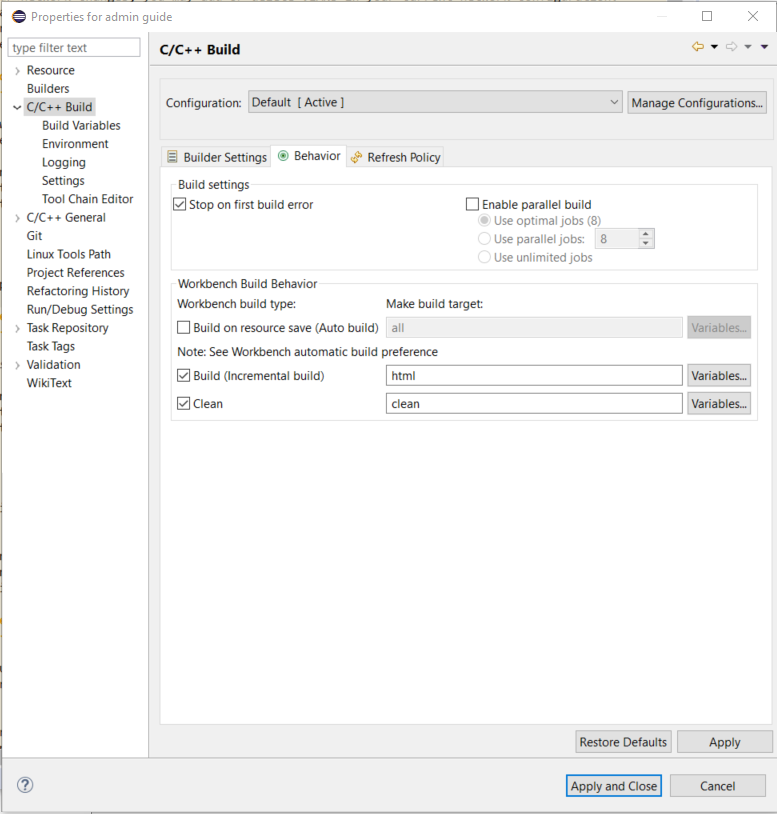 Properties for admin guide
type filter text
Resource
Builders
C/C++ Build
Build Variables
Environment
Logging
Settings
Tool Chain Editor
C/C++ General
Git
Linux Tools Path
Project References
Refactoring History
Run/Debug Settings
Task Repository
Task Tags
Validation
WikiText
C/C++ Build
Configuration: Default [ Active ] Manage Configurations...
Builder Settings Behavior Refresh Policy
Build settings
Stop on first build error Enable parallel build
Use optimal jobs (8)
Use parallel jobs: 8
Use unlimited jobs
Workbench Build Behavior
Workbench build type: Make build target:
Build on resource save (Auto build) all Variables...
Note: See Workbench automatic build preference
Build (Incremental build) html Variables...
Clean clean Variables...
Restore Defaults Apply
Apply and Close Cancel